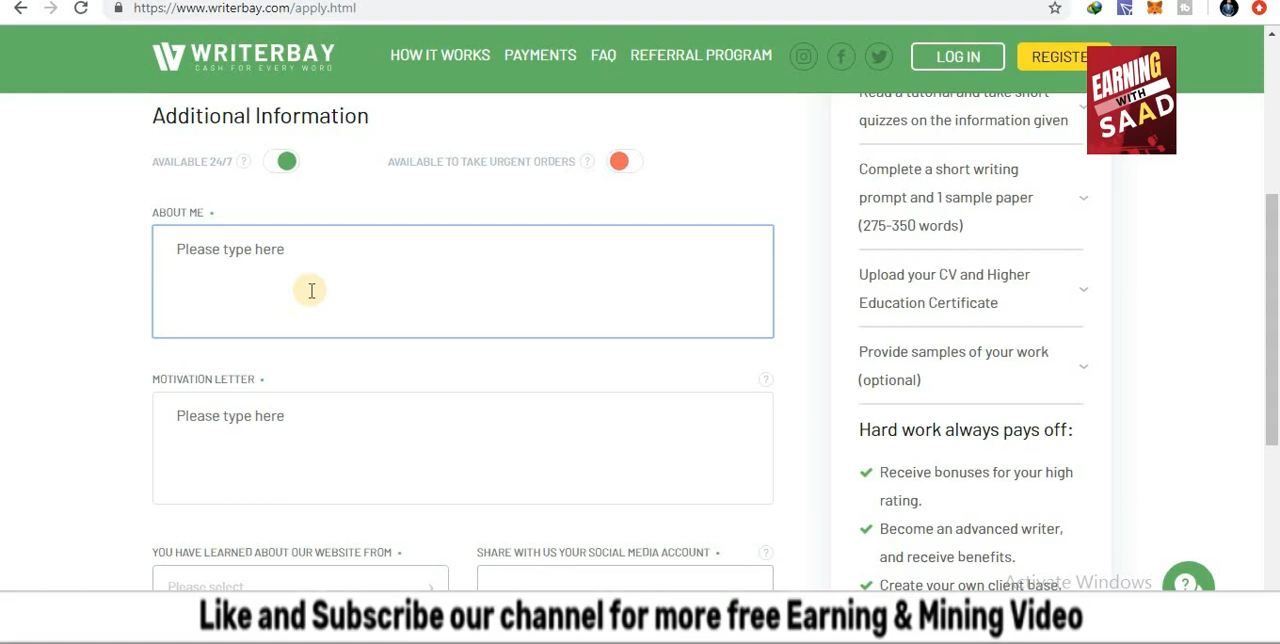 https://www.writerbay.com/apply.html
WRITERBAY
CASH FOR EVERY WORD
HOW IT WORKS
PAYMENTS
FAQ
REFERRAL PROGRAM
LOG IN
REGISTE
EARNING
WITH
SAAD
Additional Information
AVAILABLE 24/7 ?
AVAILABLE TO TAKE URGENT ORDERS ?
ABOUT ME •
Please type here
MOTIVATION LETTER •
?
Please type here
YOU HAVE LEARNED ABOUT OUR WEBSITE FROM •
Please select
SHARE WITH US YOUR SOCIAL MEDIA ACCOUNT •
?
Read a tutorial and take short
quizzes on the information given
Complete a short writing
prompt and 1 sample paper
(275-350 words)
Upload your CV and Higher
Education Certificate
Provide samples of your work
(optional)
Hard work always pays off:
Receive bonuses for your high
rating.
Become an advanced writer,
and receive benefits.
Create your own client base.
Activate Windows
?
Like and Subscribe our channel for more free Earning & Mining Video